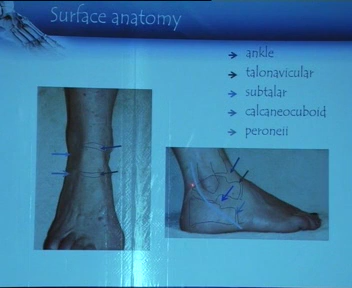 Surface anatomy
ankle
talonavicular
subtalar
calcaneocuboid
peroneii